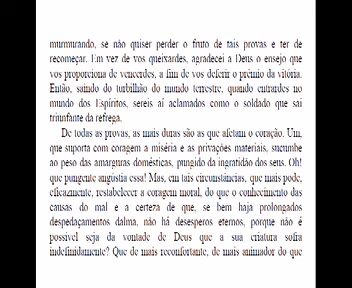 murmurando, se não quiser perder o fruto de tais provas e ter de
recomeçar. Em vez de vos queixardes, agradecei a Deus o ensejo que
vos proporciona de vencerdes, a fim de vos deferir o prêmio da vitória.
Então, saindo do turbilhão do mundo terrestre, quando entrardes no
mundo dos Espíritos, sereis aí aclamados como o soldado que sai
triunfante da refrega.
De todas as provas, as mais duras são as que afetam o coração. Um,
que suporta com coragem a miséria e as privações materiais, sucumbe
ao peso das amarguras domésticas, pungido da ingratidão dos seus. Oh!
que pungente angústia essa! Mas, em tais circunstâncias, que mais pode,
eficazmente, restabelecer a coragem moral, do que o conhecimento das
causas do mal e a certeza de que, se bem haja prolongados
despedaçamentos dalma, não há desesperos eternos, porque não é
possível seja da vontade de Deus que a sua criatura sofra
indefinidamente? Que de mais reconfortante, de mais animador do que